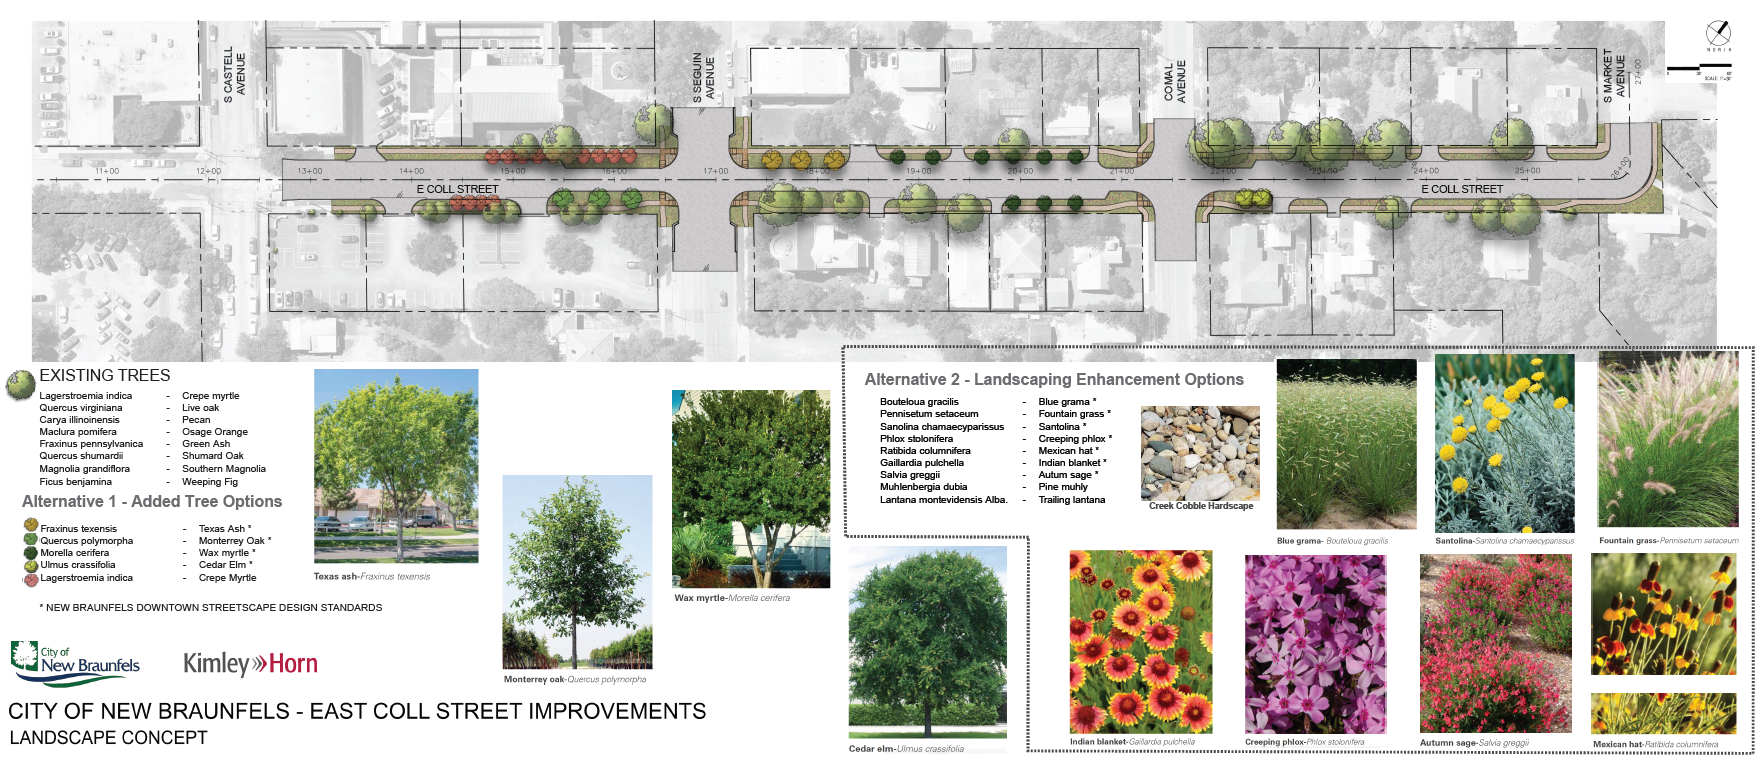 S CASTELL
AVENUE
S SEGUIN
AVENUE
COMAL
AVENUE
S MARKET
AVENUE
27+00
NORTH
0 30' 60'
11+00 12+00 13+00 14+00 15+00 16+00 17+00 18+00 19+00 20+00 21+00 22+00 23+00 24+00 25+00 26+00
E COLL STREET
E COLL STREET
EXISTING TREES
Lagerstroemia indica - Crepe myrtle
Quercus virginiana - Live oak
Carya illinoinensis - Pecan
Maclura pomifera - Osage Orange
Fraxinus pennsylvanica - Green Ash
Quercus shumardii - Shumard Oak
Magnolia grandiflora - Southern Magnolia
Ficus benjamina - Weeping Fig
Alternative 1 - Added Tree Options
Fraxinus texensis - Texas Ash *
Quercus polymorpha - Monterrey Oak *
Morella cerifera - Wax myrtle *
Ulmus crassifolia - Cedar Elm *
Lagerstroemia indica - Crepe Myrtle
* NEW BRAUNFELS DOWNTOWN STREETSCAPE DESIGN STANDARDS
City of
New Braunfels
Kimley»Horn
CITY OF NEW BRAUNFELS - EAST COLL STREET IMPROVEMENTS
LANDSCAPE CONCEPT
Texas ash-Fraxinus texensis
Monterrey oak-Quercus polymorpha
Wax myrtle-Morella cerifera
Cedar elm-Ulmus crassifolia
Alternative 2 - Landscaping Enhancement Options
Bouteloua gracilis - Blue grama *
Pennisetum setaceum - Fountain grass *
Sanolina chamaecyparissus - Santolina *
Phlox stolonifera - Creeping phlox *
Ratibida columnifera - Mexican hat *
Gaillardia pulchella - Indian blanket *
Salvia greggii - Autum sage *
Muhlenbergia dubia - Pine muhly
Lantana montevidensis Alba. - Trailing lantana
Creek Cobble Hardscape
Blue grama- Bouteloua gracilis
Santolina-Santolina chamaecyparissus
Fountain grass-Pennisetum setaceum
Indian blanket-Gaillardia pulchella
Creeping phlox-Phlox stolonifera
Autumn sage-Salvia greggii
Mexican hat-Ratibida columnifera